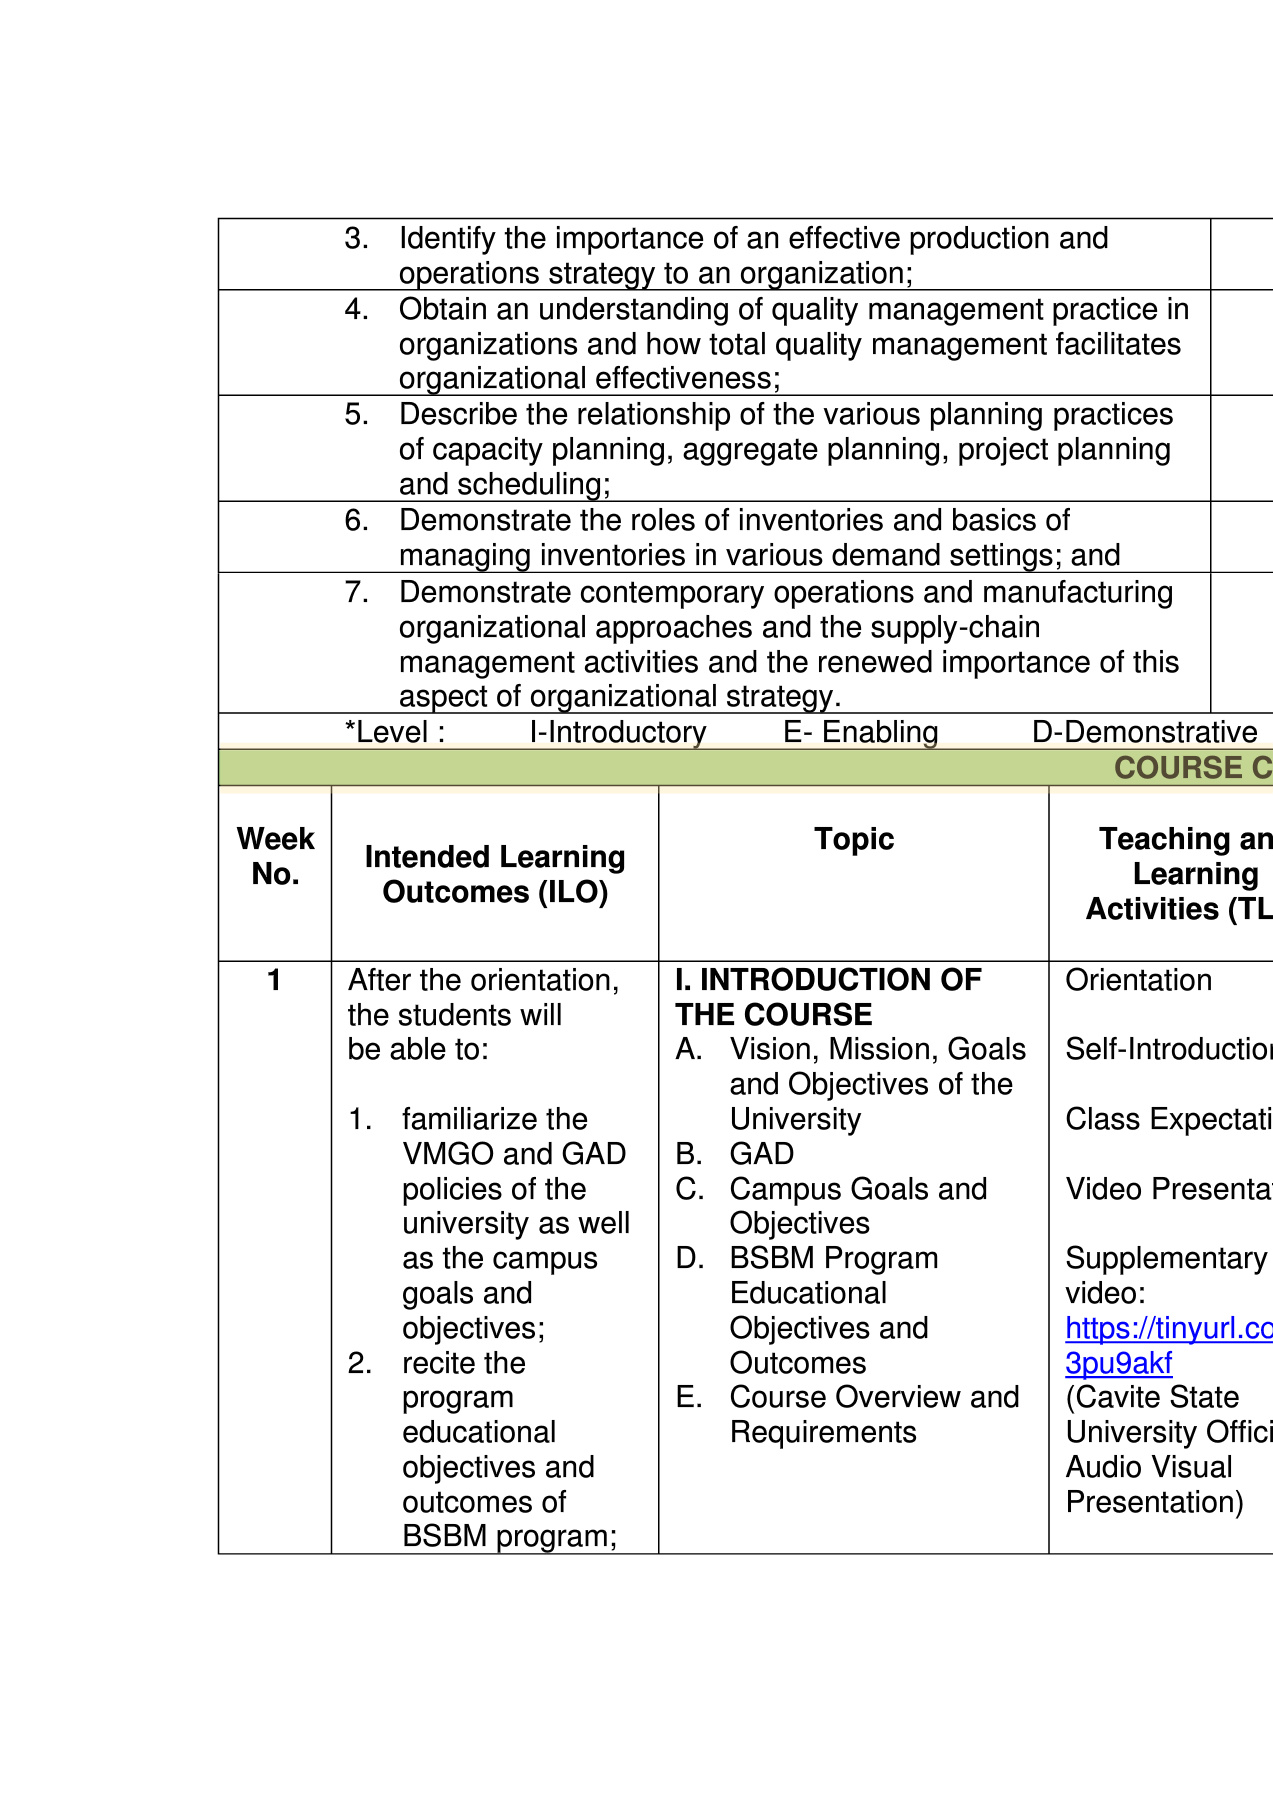 3. Identify the importance of an effective production and
operations strategy to an organization;
4. Obtain an understanding of quality management practice in
organizations and how total quality management facilitates
organizational effectiveness;
5. Describe the relationship of the various planning practices
of capacity planning, aggregate planning, project planning
and scheduling;
6. Demonstrate the roles of inventories and basics of
managing inventories in various demand settings; and
7. Demonstrate contemporary operations and manufacturing
organizational approaches and the supply-chain
management activities and the renewed importance of this
aspect of organizational strategy.
*Level : I-Introductory E- Enabling D-Demonstrative
COURSE C
Week
No.
Intended Learning
Outcomes (ILO)
Topic
Teaching an
Learning
Activities (TL
1
After the orientation,
the students will
be able to:
1. familiarize the
VMGO and GAD
policies of the
university as well
as the campus
goals and
objectives;
2. recite the
program
educational
objectives and
outcomes of
BSBM program;
I. INTRODUCTION OF
THE COURSE
A. Vision, Mission, Goals
and Objectives of the
University
B. GAD
C. Campus Goals and
Objectives
D. BSBM Program
Educational
Objectives and
Outcomes
E. Course Overview and
Requirements
Orientation
Self-Introduction
Class Expectati
Video Presentat
Supplementary
video:
https://tinyurl.co
3pu9akf
(Cavite State
University Offici
Audio Visual
Presentation)